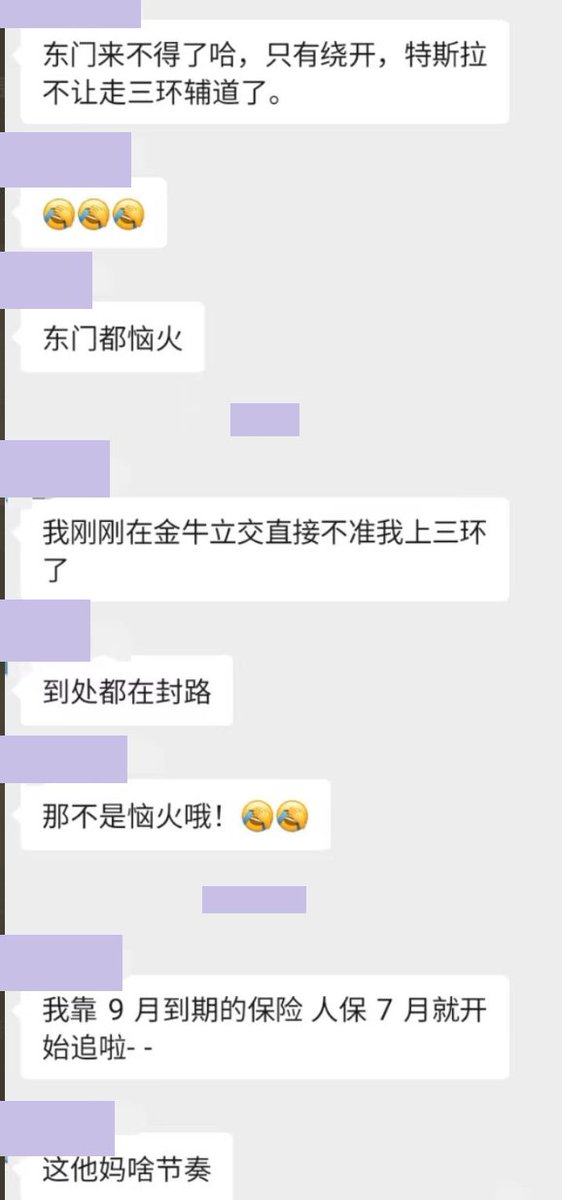 东门来不得了哈，只有绕开，特斯拉
不让走三环辅道了。
🤦🤦🤦
东门都恼火
我刚刚在金牛立交直接不准我上三环
了
到处都在封路
那不是恼火哦！🤦🤦
我靠 9 月到期的保险 人保 7 月就开
始追啦- -
这他妈啥节奏